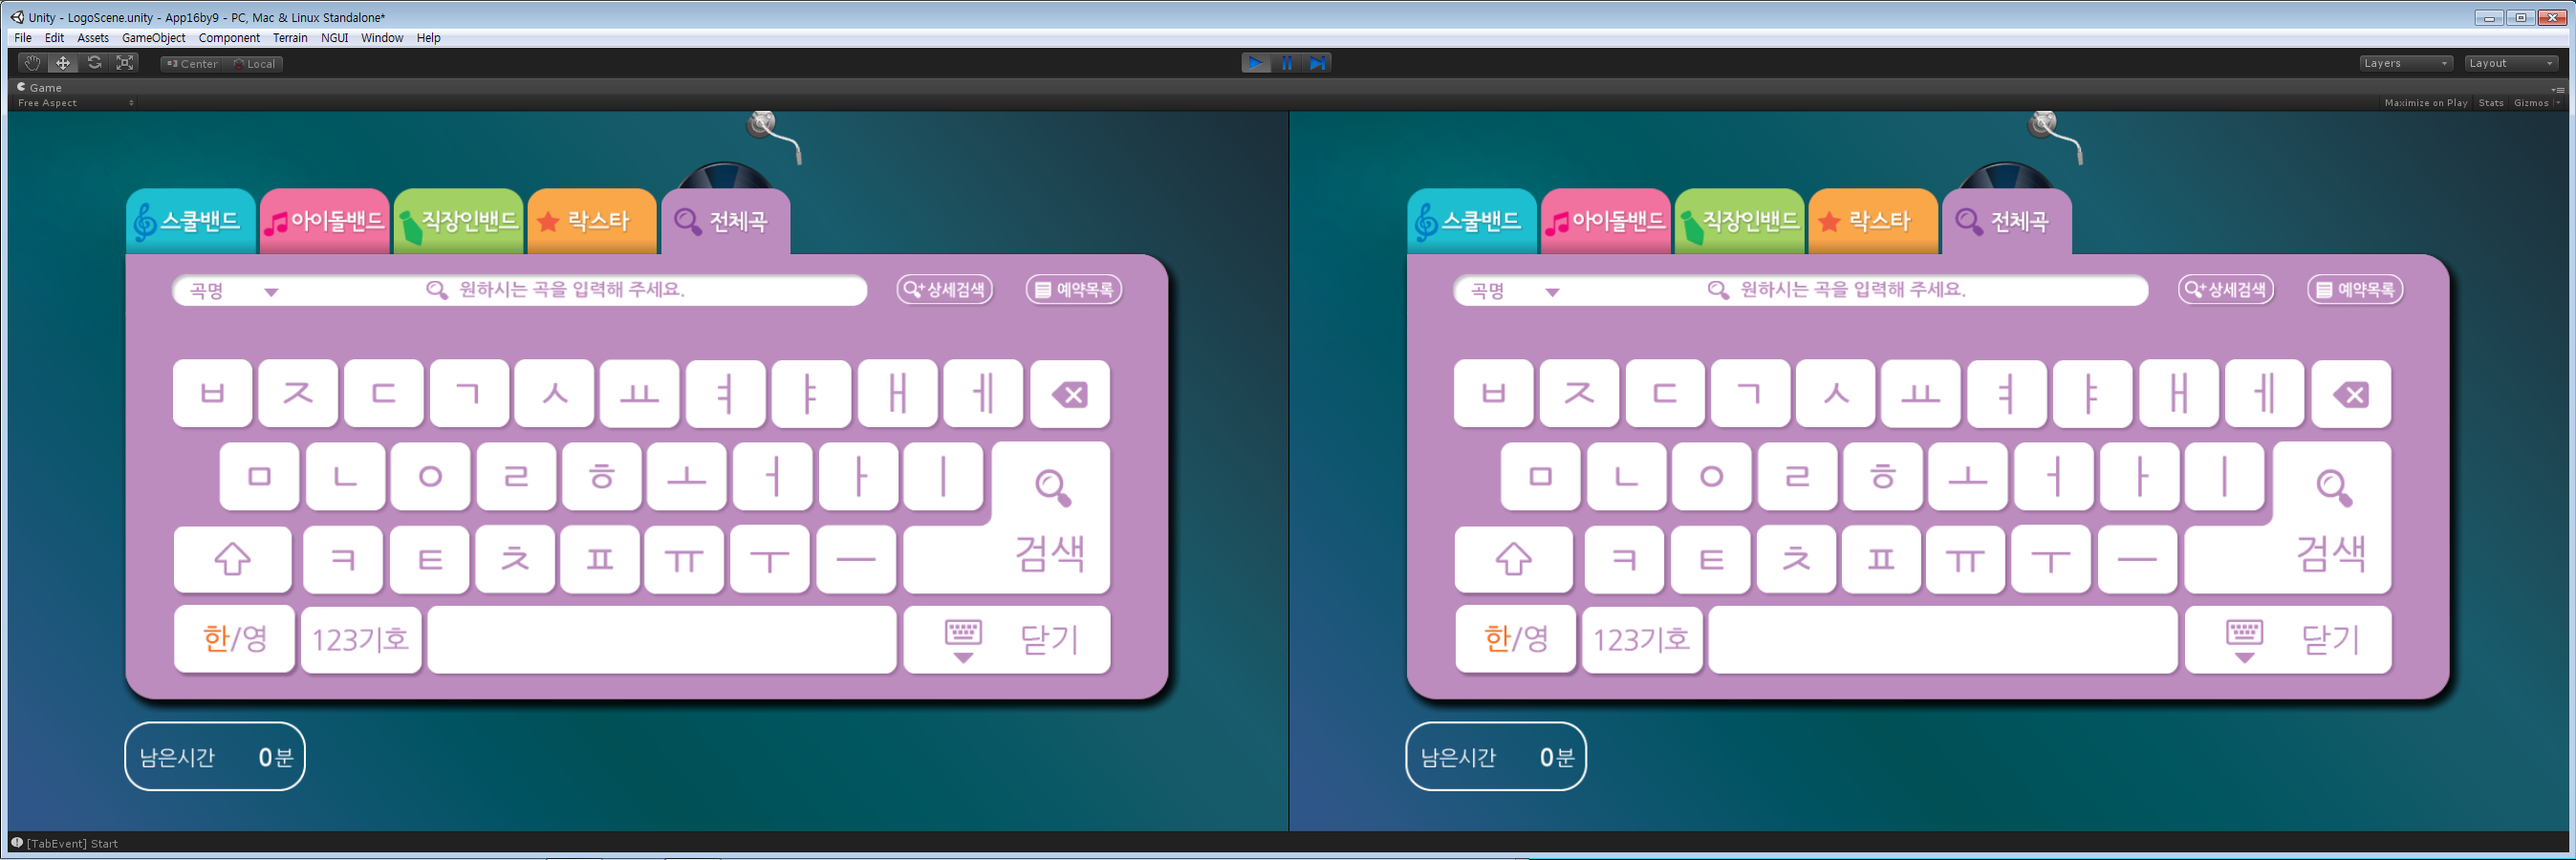 Unity - LogoScene.unity - App16by9 - PC, Mac & Linux Standalone*
File Edit Assets GameObject Component Terrain NGUI Window Help
Center Local Layers Layout
Game
Free Aspect Maximize on Play Stats Gizmos
스쿨밴드 아이돌밴드 직장인밴드 락스타 전체곡
곡명 원하시는 곡을 입력해 주세요. 상세검색 예약목록
ㅂ ㅈ ㄷ ㄱ ㅅ ㅛ ㅕ ㅑ ㅐ ㅔ
ㅁ ㄴ ㅇ ㄹ ㅎ ㅗ ㅓ ㅏ ㅣ
ㅋ ㅌ ㅊ ㅍ ㅠ ㅜ ㅡ 검색
한/영 123기호 닫기
남은시간 0분
스쿨밴드 아이돌밴드 직장인밴드 락스타 전체곡
곡명 원하시는 곡을 입력해 주세요. 상세검색 예약목록
ㅂ ㅈ ㄷ ㄱ ㅅ ㅛ ㅕ ㅑ ㅐ ㅔ
ㅁ ㄴ ㅇ ㄹ ㅎ ㅗ ㅓ ㅏ ㅣ
ㅋ ㅌ ㅊ ㅍ ㅠ ㅜ ㅡ 검색
한/영 123기호 닫기
남은시간 0분
[TabEvent] Start